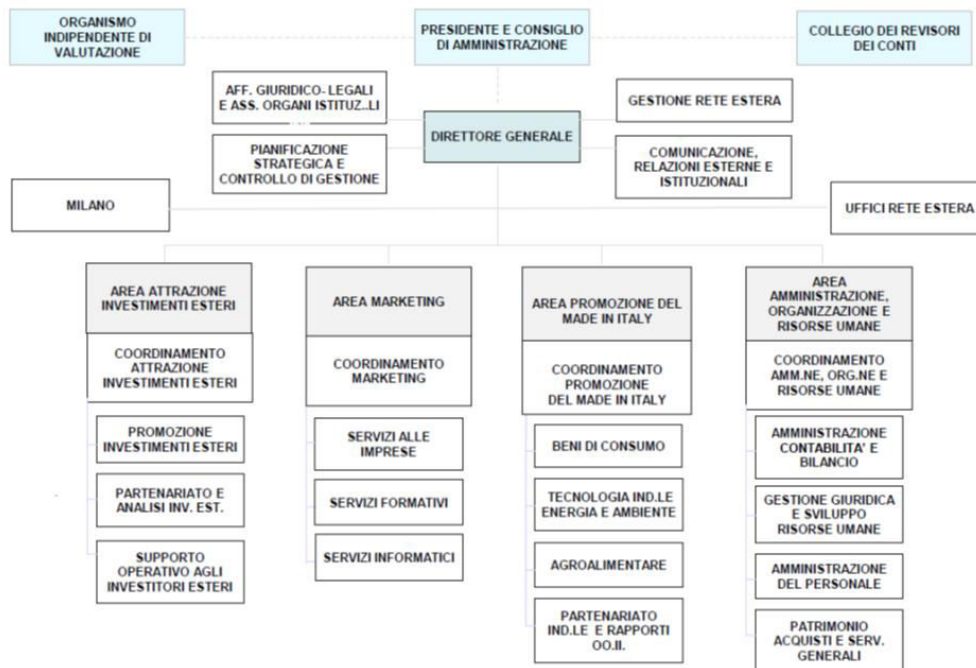 ORGANISMO
INDIPENDENTE DI
VALUTAZIONE
PRESIDENTE E CONSIGLIO
DI AMMINISTRAZIONE
COLLEGIO DEI REVISORI
DEI CONTI
AFF. GIURIDICO- LEGALI
E ASS. ORGANI ISTITUZ..LI
GESTIONE RETE ESTERA
DIRETTORE GENERALE
PIANIFICAZIONE
STRATEGICA E
CONTROLLO DI GESTIONE
COMUNICAZIONE,
RELAZIONI ESTERNE E
ISTITUZIONALI
MILANO
UFFICI RETE ESTERA
AREA ATTRAZIONE
INVESTIMENTI ESTERI
COORDINAMENTO
ATTRAZIONE
INVESTIMENTI ESTERI
PROMOZIONE
INVESTIMENTI ESTERI
PARTENARIATO E
ANALISI INV. EST.
SUPPORTO
OPERATIVO AGLI
INVESTITORI ESTERI
AREA MARKETING
COORDINAMENTO
MARKETING
SERVIZI ALLE
IMPRESE
SERVIZI FORMATIVI
SERVIZI INFORMATICI
AREA PROMOZIONE DEL
MADE IN ITALY
COORDINAMENTO
PROMOZIONE
DEL MADE IN ITALY
BENI DI CONSUMO
TECNOLOGIA IND.LE
ENERGIA E AMBIENTE
AGROALIMENTARE
PARTENARIATO
IND.LE E RAPPORTI
OO.II.
AREA
AMMINISTRAZIONE,
ORGANIZZAZIONE E
RISORSE UMANE
COORDINAMENTO
AMM.NE, ORG.NE E
RISORSE UMANE
AMMINISTRAZIONE
CONTABILITA' E
BILANCIO
GESTIONE GIURIDICA
E SVILUPPO
RISORSE UMANE
AMMINISTRAZIONE
DEL PERSONALE
PATRIMONIO
ACQUISTI E SERV.
GENERALI